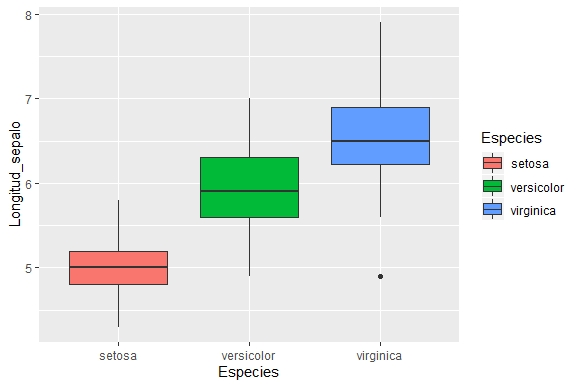 8
7
6
5
Longitud_sepalo
setosa
versicolor
virginica
Especies
Especies
setosa
versicolor
virginica